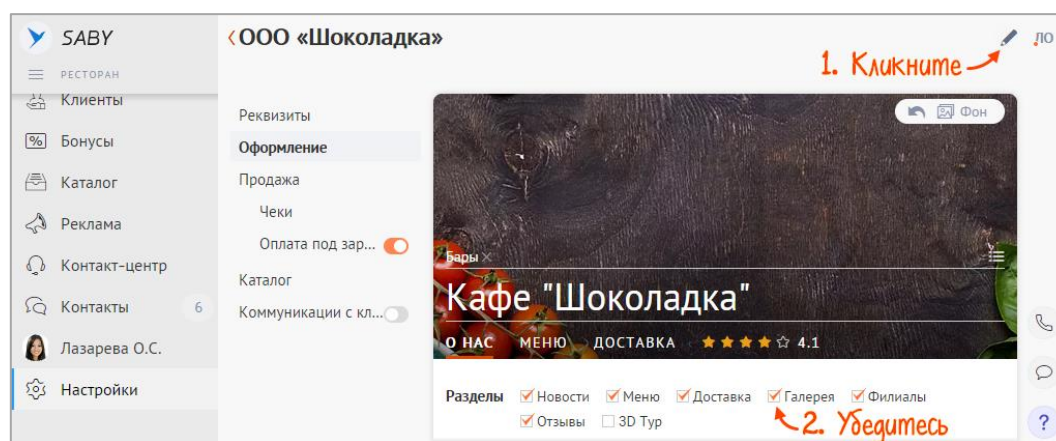 SABY
ООО «Шоколадка»
ЛО
1. Кликните
РЕСТОРАН
Клиенты
Бонусы
Каталог
Реклама
Контакт-центр
Контакты 6
Лазарева О.С.
Настройки
Реквизиты
Оформление
Продажа
Чеки
Оплата под зар...
Каталог
Коммуникации с кл...
Фон
Бары
Кафе "Шоколадка"
О НАС МЕНЮ ДОСТАВКА 4.1
Разделы Новости Меню Доставка Галерея Филиалы
Отзывы 3D Тур
2. Убедитесь
?